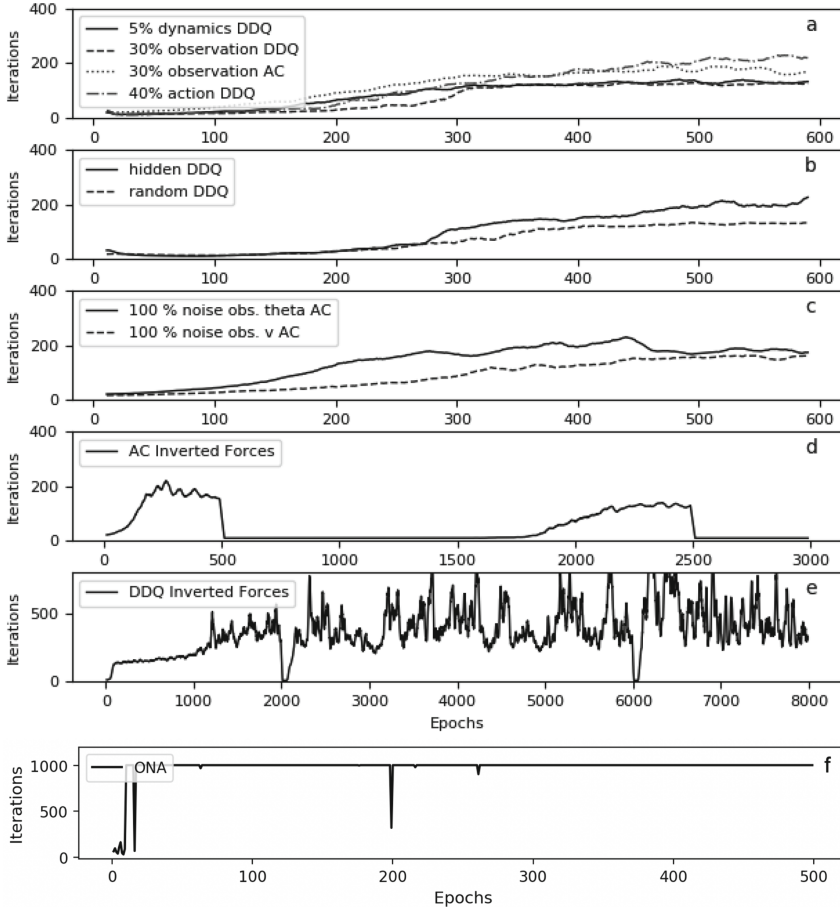 400
200
0
Iterations
5% dynamics DDQ
30% observation DDQ
30% observation AC
40% action DDQ
a
0 100 200 300 400 500 600
400
200
0
Iterations
hidden DDQ
random DDQ
b
0 100 200 300 400 500 600
400
200
0
Iterations
100 % noise obs. theta AC
100 % noise obs. v AC
c
0 100 200 300 400 500 600
400
200
0
Iterations
AC Inverted Forces
d
0 500 1000 1500 2000 2500 3000
500
0
Iterations
DDQ Inverted Forces
e
0 1000 2000 3000 4000 5000 6000 7000 8000
Epochs
1000
500
0
Iterations
ONA
f
0 100 200 300 400 500
Epochs